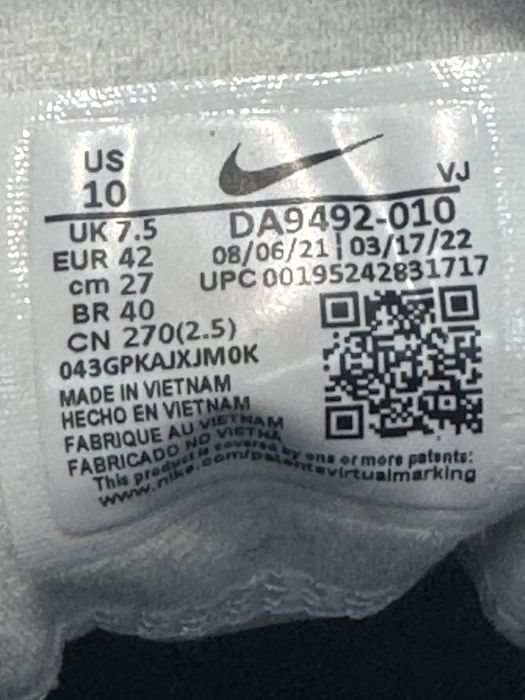 US
10
VJ
UK 7.5
EUR 42
cm 27
BR 40
CN 270(2.5)
DA9492-010
08/06/21 | 03/17/22
UPC 00195242831717
043GPKAJXJM0K
MADE IN VIETNAM
HECHO EN VIETNAM
FABRIQUE AU VIETNAM
FABRICADO NO VIETNA
This product is covered by one or more patents:
www.nike.com/patentsvirtualmarking